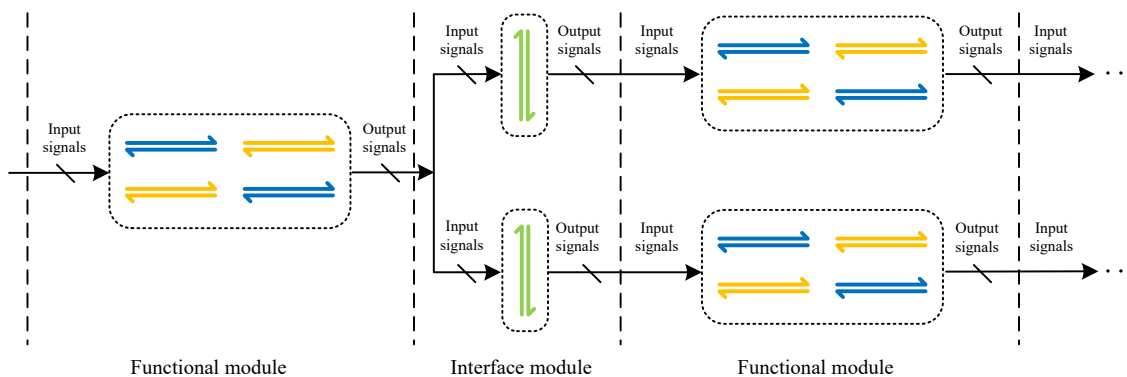 Input
signals
Output
signals
Input
signals
Output
signals
Input
signals
Output
signals
Input
signals
Input
signals
Output
signals
Input
signals
Output
signals
Input
signals
Functional module
Interface module
Functional module